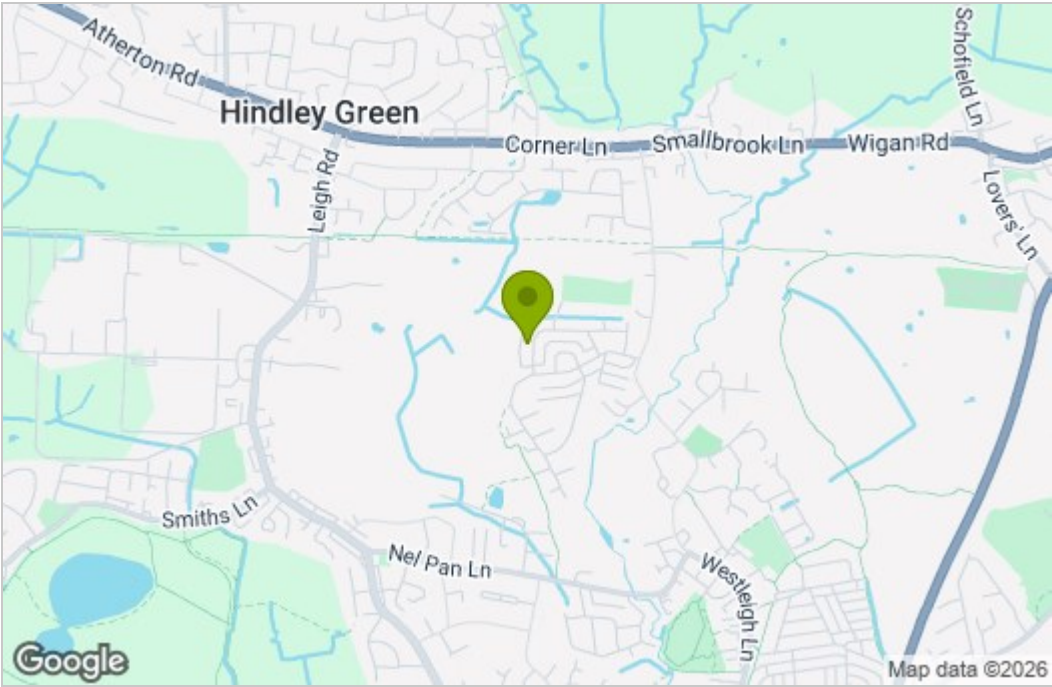 Atherton Rd
Schofield Ln
Hindley Green
Corner Ln
Smallbrook Ln
Wigan Rd
Leigh Rd
Lovers' Ln
Smiths Ln
Nel Pan Ln
Westleigh Ln
Google
Map data ©2026